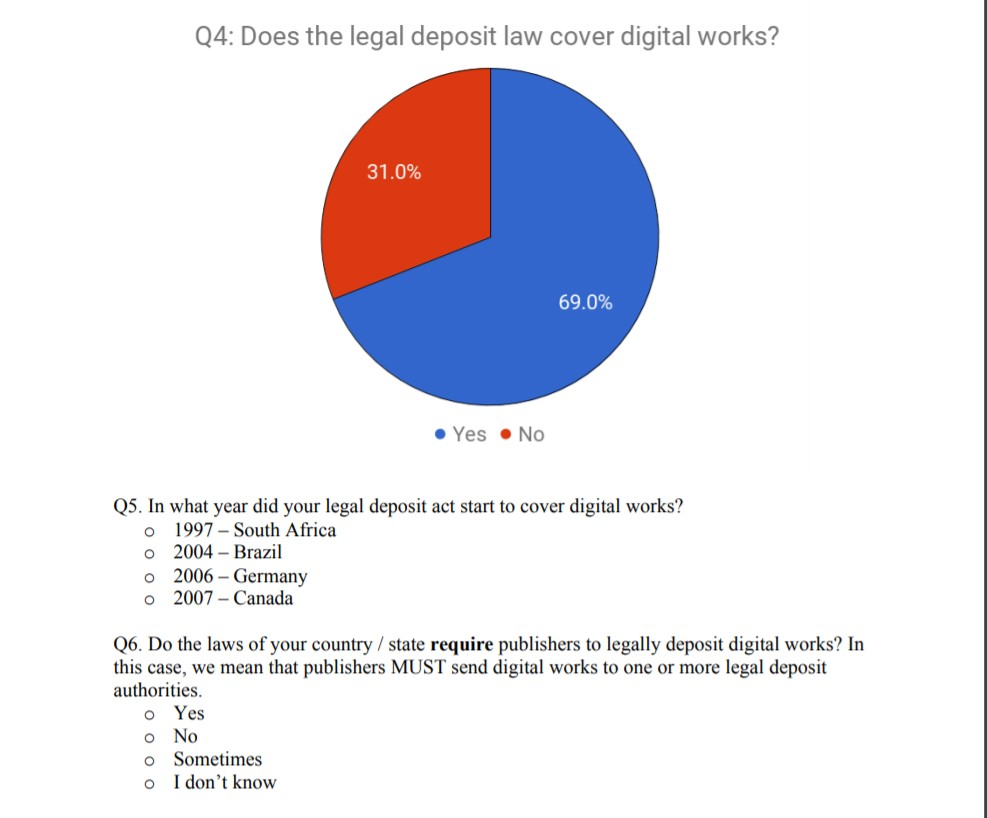 Q4: Does the legal deposit law cover digital works?
31.0%
69.0%
Yes No
Q5. In what year did your legal deposit act start to cover digital works?
o 1997 – South Africa
o 2004 – Brazil
o 2006 – Germany
o 2007 – Canada
Q6. Do the laws of your country / state require publishers to legally deposit digital works? In
this case, we mean that publishers MUST send digital works to one or more legal deposit
authorities.
o Yes
o No
o Sometimes
o I don’t know